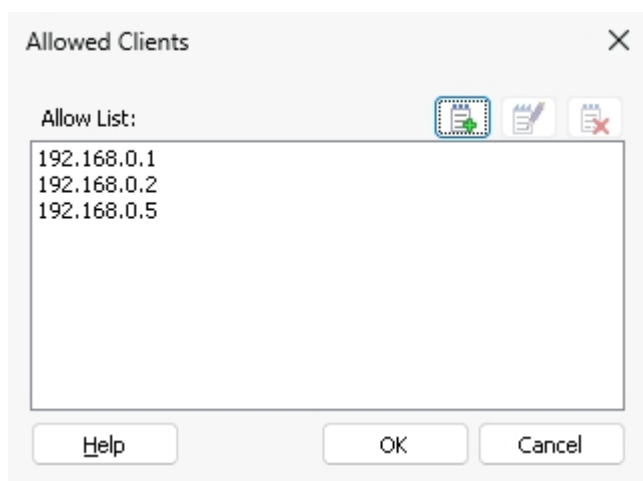 Allowed Clients
Allow List:
192.168.0.1
192.168.0.2
192.168.0.5
Help
OK
Cancel